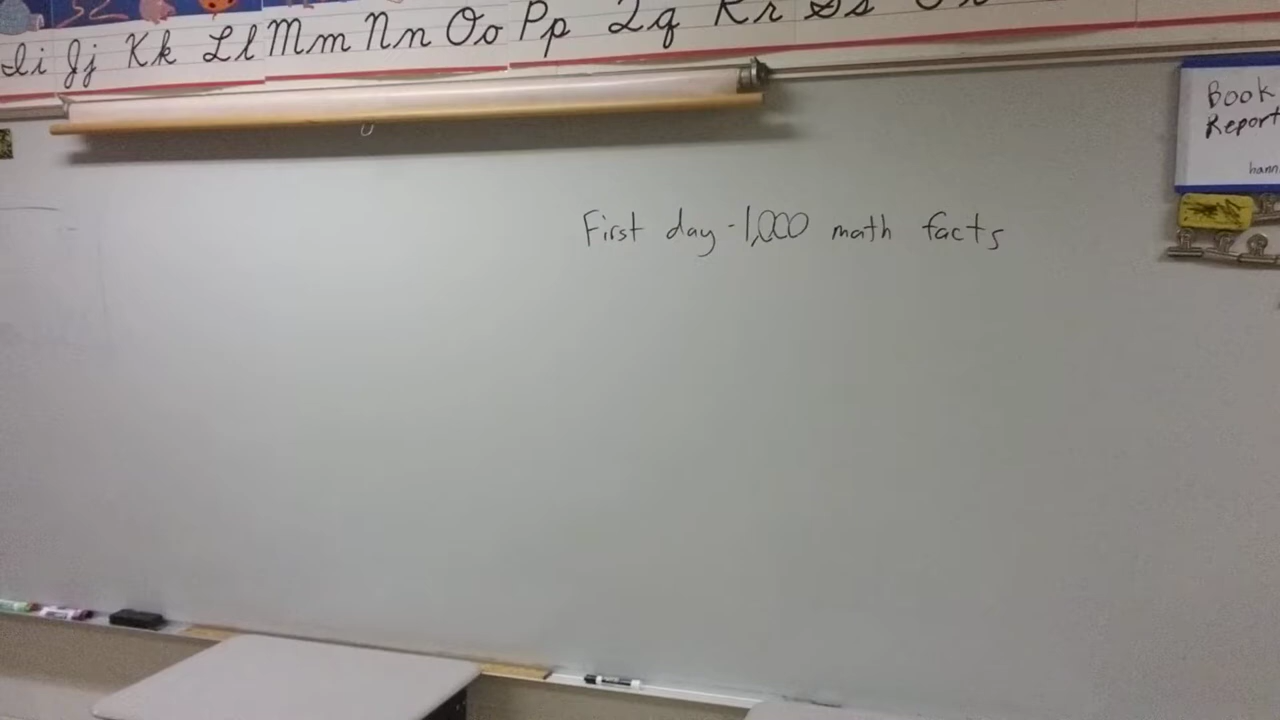 Ii Jj Kk Ll Mm Nn Oo Pp Qq Rr Ss
Book
Report
First day - 1,000 math facts